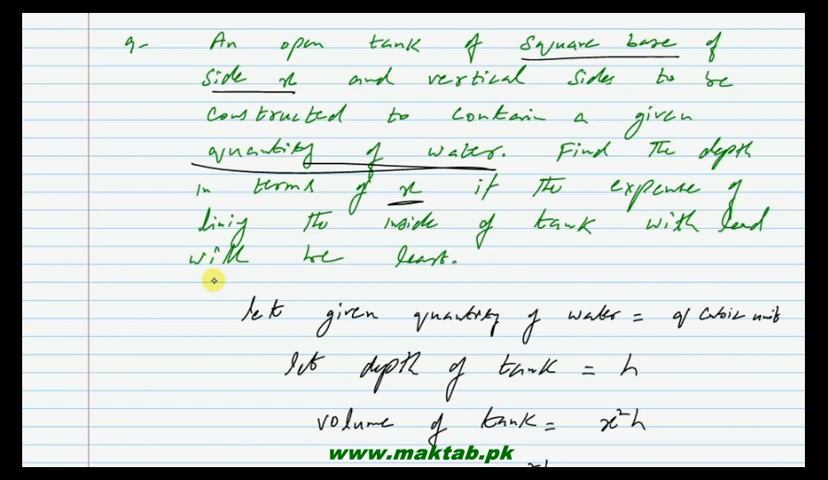 9- An open tank of square base of
side x and vertical sides to be
constructed to contain a given
quantity of water. Find the depth
in terms of x if the expense of
lining the inside of tank with lead
will be least.
let given quantity of water = q cubic unit
let depth of tank = h
volume of tank = x²h
www.maktab.pk